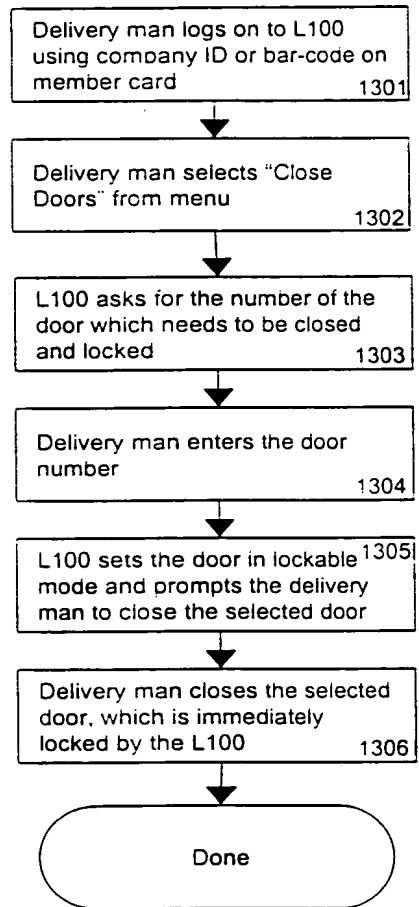 Delivery man logs on to L100
using company ID or bar-code on
member card
1301
Delivery man selects "Close
Doors" from menu
1302
L100 asks for the number of the
door which needs to be closed
and locked
1303
Delivery man enters the door
number
1304
L100 sets the door in lockable 1305
mode and prompts the delivery
man to close the selected door
Delivery man closes the selected
door, which is immediately
locked by the L100
1306
Done